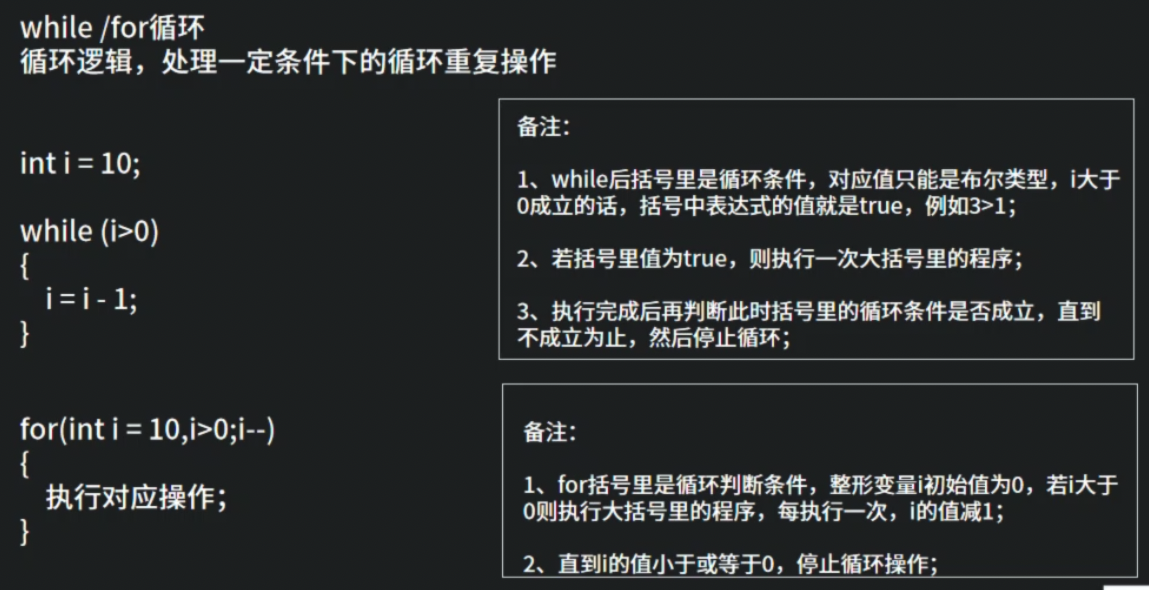 while /for循环
循环逻辑，处理一定条件下的循环重复操作
int i = 10;
while (i>0)
{
i = i - 1;
}
备注：
1、while后括号里是循环条件，对应值只能是布尔类型，i大于
0成立的话，括号中表达式的值就是true，例如3>1；
2、若括号里值为true，则执行一次大括号里的程序；
3、执行完成后再判断此时括号里的循环条件是否成立，直到
不成立为止，然后停止循环；
for(int i = 10,i>0;i--)
{
执行对应操作；
}
备注：
1、for括号里是循环判断条件，整形变量i初始值为0，若i大于
0则执行大括号里的程序，每执行一次，i的值减1；
2、直到i的值小于或等于0，停止循环操作；